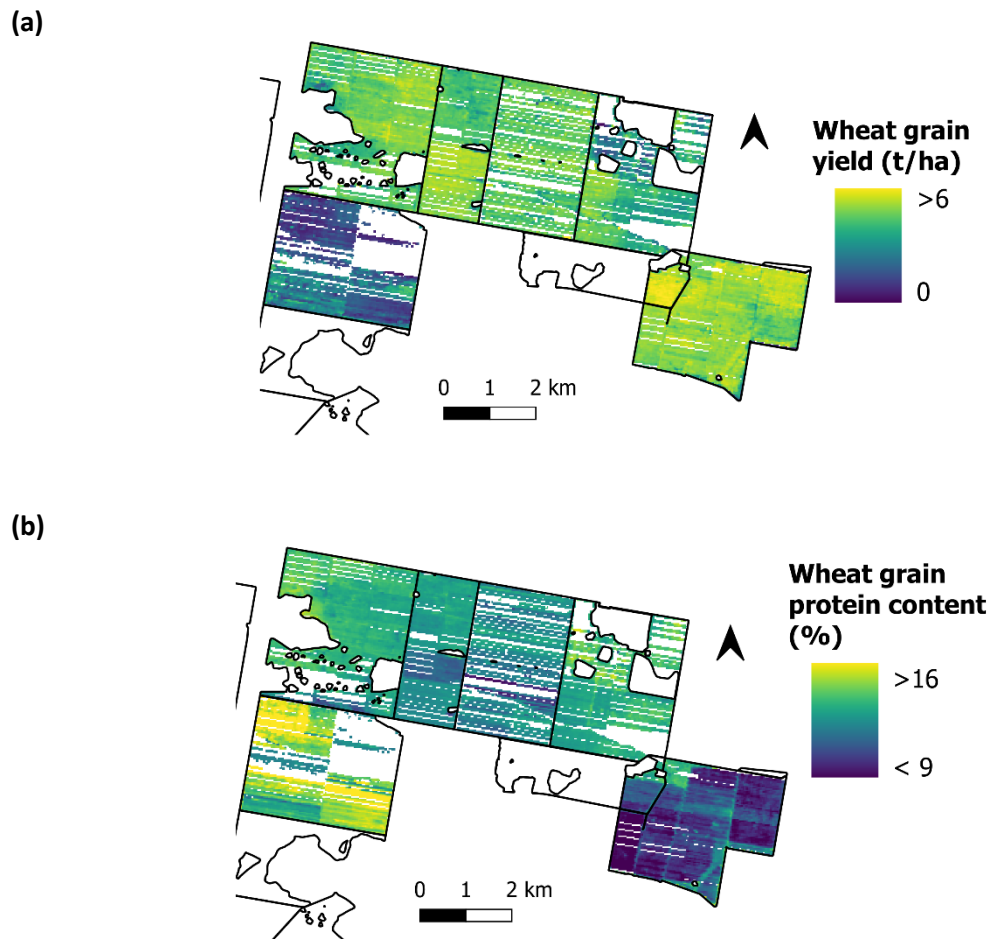 (a)
Wheat grain
yield (t/ha)
>6
0
0 1 2 km
(b)
Wheat grain
protein content
(%)
>16
< 9
0 1 2 km